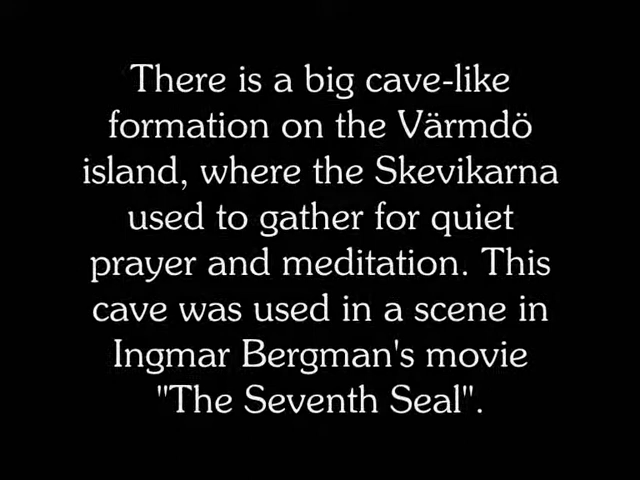 There is a big cave-like
formation on the Värmdö
island, where the Skevikarna
used to gather for quiet
prayer and meditation. This
cave was used in a scene in
Ingmar Bergman's movie
"The Seventh Seal".